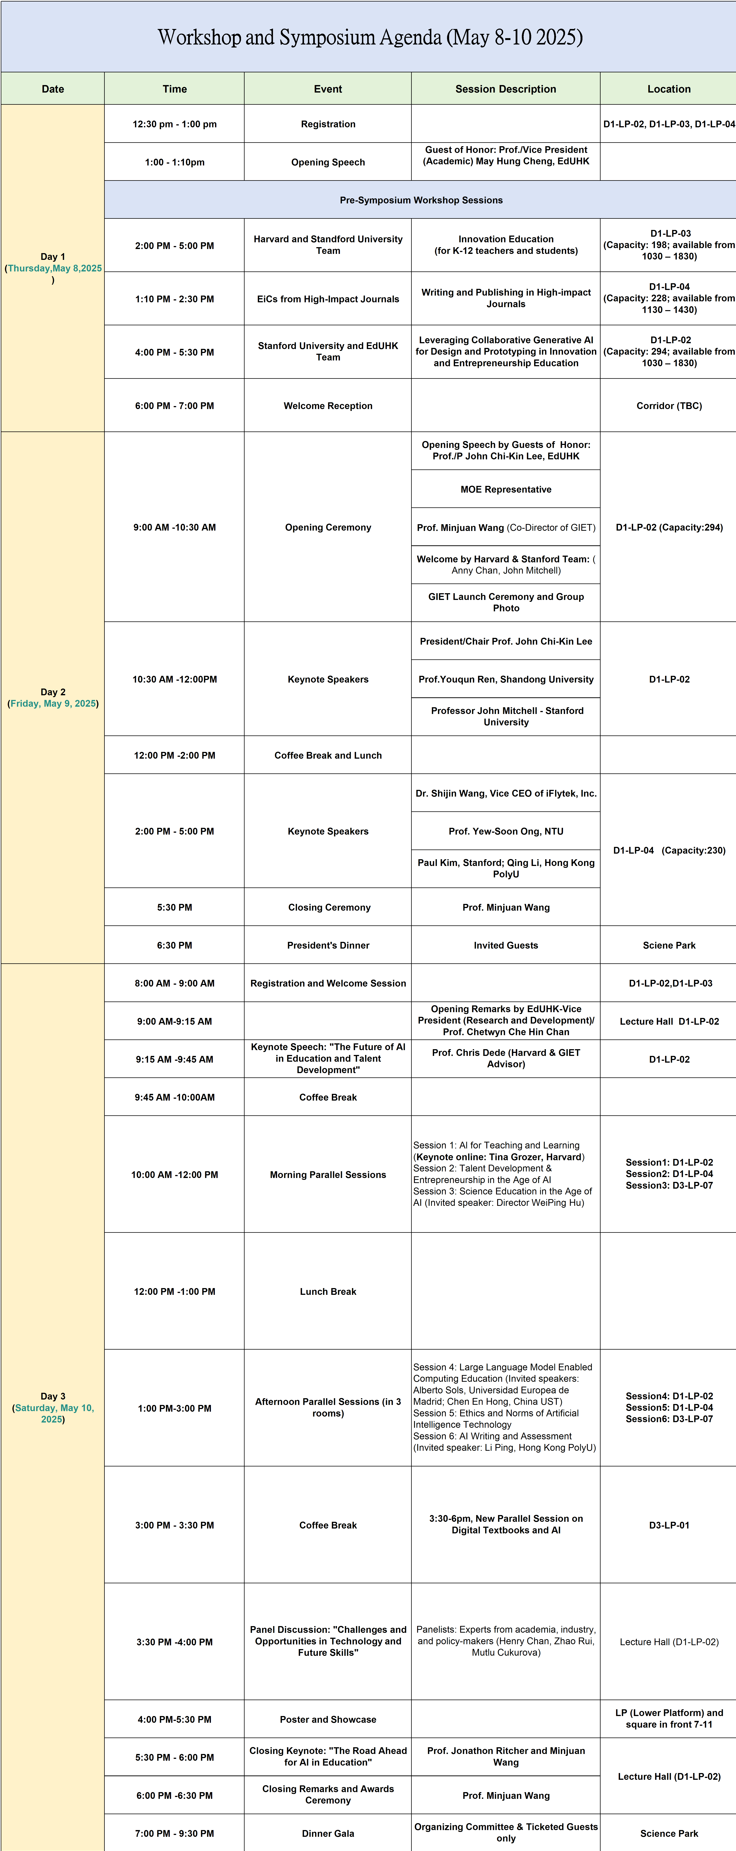 Workshop and Symposium Agenda (May 8-10 2025)
Date
Time
Event
Session Description
Location
Day 1
(Thursday,May 8,2025
)
12:30 pm - 1:00 pm
Registration
D1-LP-02, D1-LP-03, D1-LP-04
1:00 - 1:10pm
Opening Speech
Guest of Honor: Prof./Vice President
(Academic) May Hung Cheng, EdUHK
Pre-Symposium Workshop Sessions
2:00 PM - 5:00 PM
Harvard and Standford University
Team
Innovation Education
(for K-12 teachers and students)
D1-LP-03
(Capacity: 198; available from
1030 – 1830)
1:10 PM - 2:30 PM
EiCs from High-Impact Journals
Writing and Publishing in High-impact
Journals
D1-LP-04
(Capacity: 228; available from
1130 – 1430)
4:00 PM - 5:30 PM
Stanford University and EdUHK
Team
Leveraging Collaborative Generative AI
for Design and Prototyping in Innovation
and Entrepreneurship Education
D1-LP-02
(Capacity: 294; available from
1030 – 1830)
6:00 PM - 7:00 PM
Welcome Reception
Corridor (TBC)
Day 2
(Friday, May 9, 2025)
9:00 AM -10:30 AM
Opening Ceremony
Opening Speech by Guests of  Honor:
Prof./P John Chi-Kin Lee, EdUHK
MOE Representative
Prof. Minjuan Wang (Co-Director of GIET)
Welcome by Harvard & Stanford Team: (
Anny Chan, John Mitchell)
GIET Launch Ceremony and Group
Photo
D1-LP-02 (Capacity:294)
10:30 AM -12:00PM
Keynote Speakers
President/Chair Prof. John Chi-Kin Lee
Prof.Youqun Ren, Shandong University
Professor John Mitchell - Stanford
University
D1-LP-02
12:00 PM -2:00 PM
Coffee Break and Lunch
2:00 PM - 5:00 PM
Keynote Speakers
Dr. Shijin Wang, Vice CEO of iFlytek, Inc.
Prof. Yew-Soon Ong, NTU
Paul Kim, Stanford; Qing Li, Hong Kong
PolyU
D1-LP-04   (Capacity:230)
5:30 PM
Closing Ceremony
Prof. Minjuan Wang
6:30 PM
President's Dinner
Invited Guests
Sciene Park
Day 3
(Saturday, May 10,
2025)
8:00 AM - 9:00 AM
Registration and Welcome Session
D1-LP-02,D1-LP-03
9:00 AM-9:15 AM
Opening Remarks by EdUHK-Vice
President (Research and Development)/
Prof. Chetwyn Che Hin Chan
Lecture Hall  D1-LP-02
9:15 AM -9:45 AM
Keynote Speech: "The Future of AI
in Education and Talent
Development"
Prof. Chris Dede (Harvard & GIET
Advisor)
D1-LP-02
9:45 AM -10:00AM
Coffee Break
10:00 AM -12:00 PM
Morning Parallel Sessions
Session 1: AI for Teaching and Learning
(Keynote online: Tina Grozer, Harvard)
Session 2: Talent Development &
Entrepreneurship in the Age of AI
Session 3: Science Education in the Age of
AI (Invited speaker: Director WeiPing Hu)
Session1: D1-LP-02
Session2: D1-LP-04
Session3: D3-LP-07
12:00 PM -1:00 PM
Lunch Break
1:00 PM-3:00 PM
Afternoon Parallel Sessions (in 3
rooms)
Session 4: Large Language Model Enabled
Computing Education (Invited speakers:
Alberto Sols, Universidad Europea de
Madrid; Chen En Hong, China UST)
Session 5: Ethics and Norms of Artificial
Intelligence Technology
Session 6: AI Writing and Assessment
(Invited speaker: Li Ping, Hong Kong PolyU)
Session4: D1-LP-02
Session5: D1-LP-04
Session6: D3-LP-07
3:00 PM - 3:30 PM
Coffee Break
3:30-6pm, New Parallel Session on
Digital Textbooks and AI
D3-LP-01
3:30 PM -4:00 PM
Panel Discussion: "Challenges and
Opportunities in Technology and
Future Skills"
Panelists: Experts from academia, industry,
and policy-makers (Henry Chan, Zhao Rui,
Mutlu Cukurova)
Lecture Hall (D1-LP-02)
4:00 PM-5:30 PM
Poster and Showcase
LP (Lower Platform) and
square in front 7-11
5:30 PM - 6:00 PM
Closing Keynote: "The Road Ahead
for AI in Education"
Prof. Jonathon Ritcher and Minjuan
Wang
Lecture Hall (D1-LP-02)
6:00 PM -6:30 PM
Closing Remarks and Awards
Ceremony
Prof. Minjuan Wang
7:00 PM - 9:30 PM
Dinner Gala
Organizing Committee & Ticketed Guests
only
Science Park